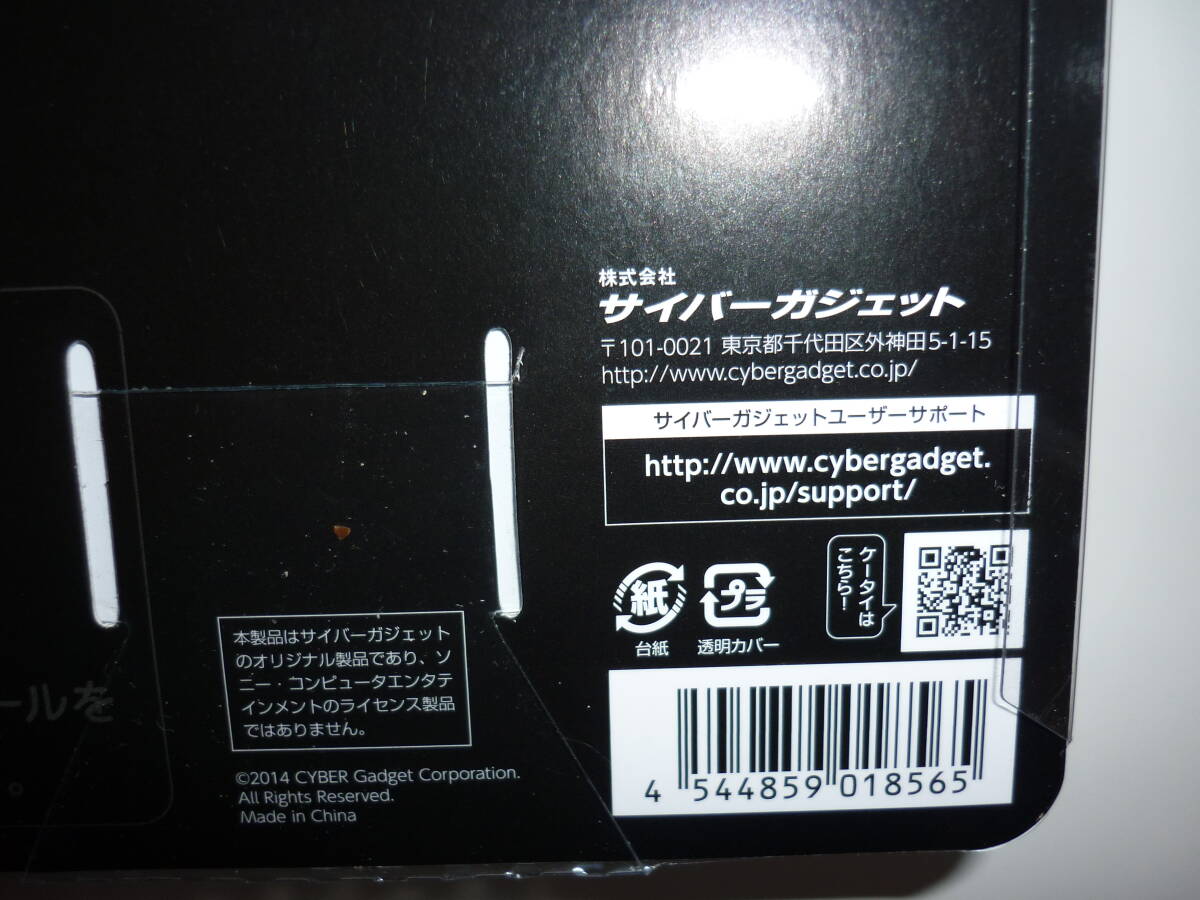 株式会社
サイバーガジェット
〒101-0021 東京都千代田区外神田5-1-15
http://www.cybergadget.co.jp/
サイバーガジェットユーザーサポート
http://www.cybergadget.
co.jp/support/
紙
台紙
プラ
透明カバー
ケータイは
こちら!
ールを
。
本製品はサイバーガジェット
のオリジナル製品であり、ソ
ニー・コンピュータエンタテ
インメントのライセンス製品
ではありません。
©2014 CYBER Gadget Corporation.
All Rights Reserved.
Made in China
4 544859 018565